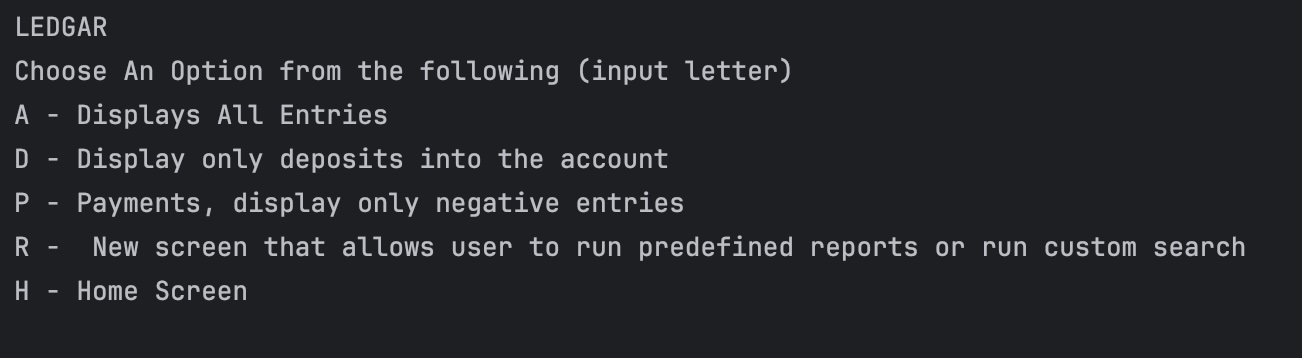 LEDGAR
Choose An Option from the following (input letter)
A - Displays All Entries
D - Display only deposits into the account
P - Payments, display only negative entries
R -  New screen that allows user to run predefined reports or run custom search
H - Home Screen